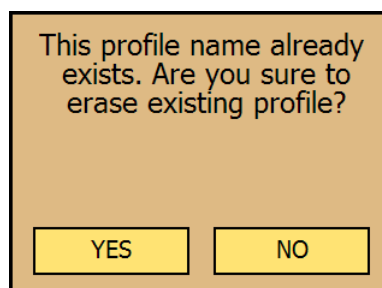 This profile name already
exists. Are you sure to
erase existing profile?
YES NO